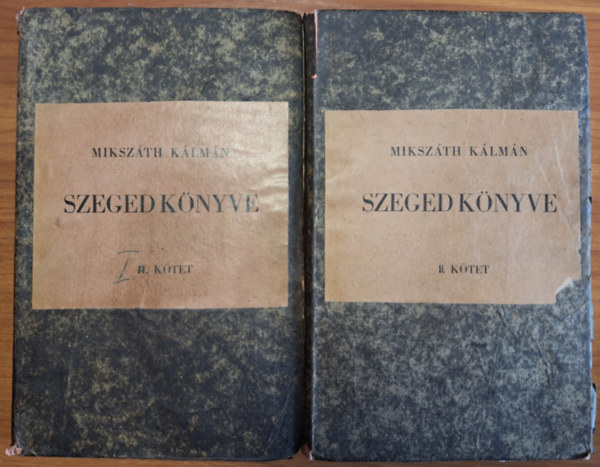 MIKSZÁTH KÁLMÁN
SZEGED KÖNYVE
I II. KÖTET
MIKSZÁTH KÁLMÁN
SZEGED KÖNYVE
II. KÖTET